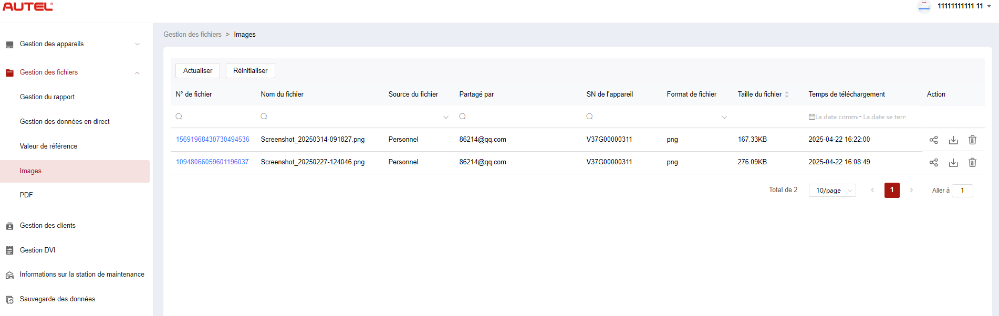 AUTEL®
11111111111 11
Gestion des appareils
Gestion des fichiers
Gestion du rapport
Gestion des données en direct
Valeur de référence
Images
PDF
Gestion des clients
Gestion DVI
Informations sur la station de maintenance
Sauvegarde des données
Gestion des fichiers > Images
Actualiser Réinitialiser
N° de fichier Nom du fichier Source du fichier Partagé par SN de l'appareil Format de fichier Taille du fichier Temps de téléchargement Action
La date comm - La date se tern
15691968430730494536 Screenshot_20250314-091827.png Personnel 86214@qq.com V37G00000311 png 167.33KB 2025-04-22 16:22:00
10948066059601196037 Screenshot_20250227-124046.png Personnel 86214@qq.com V37G00000311 png 276.09KB 2025-04-22 16:08:49
Total de 2 10/page < 1 > Aller à 1